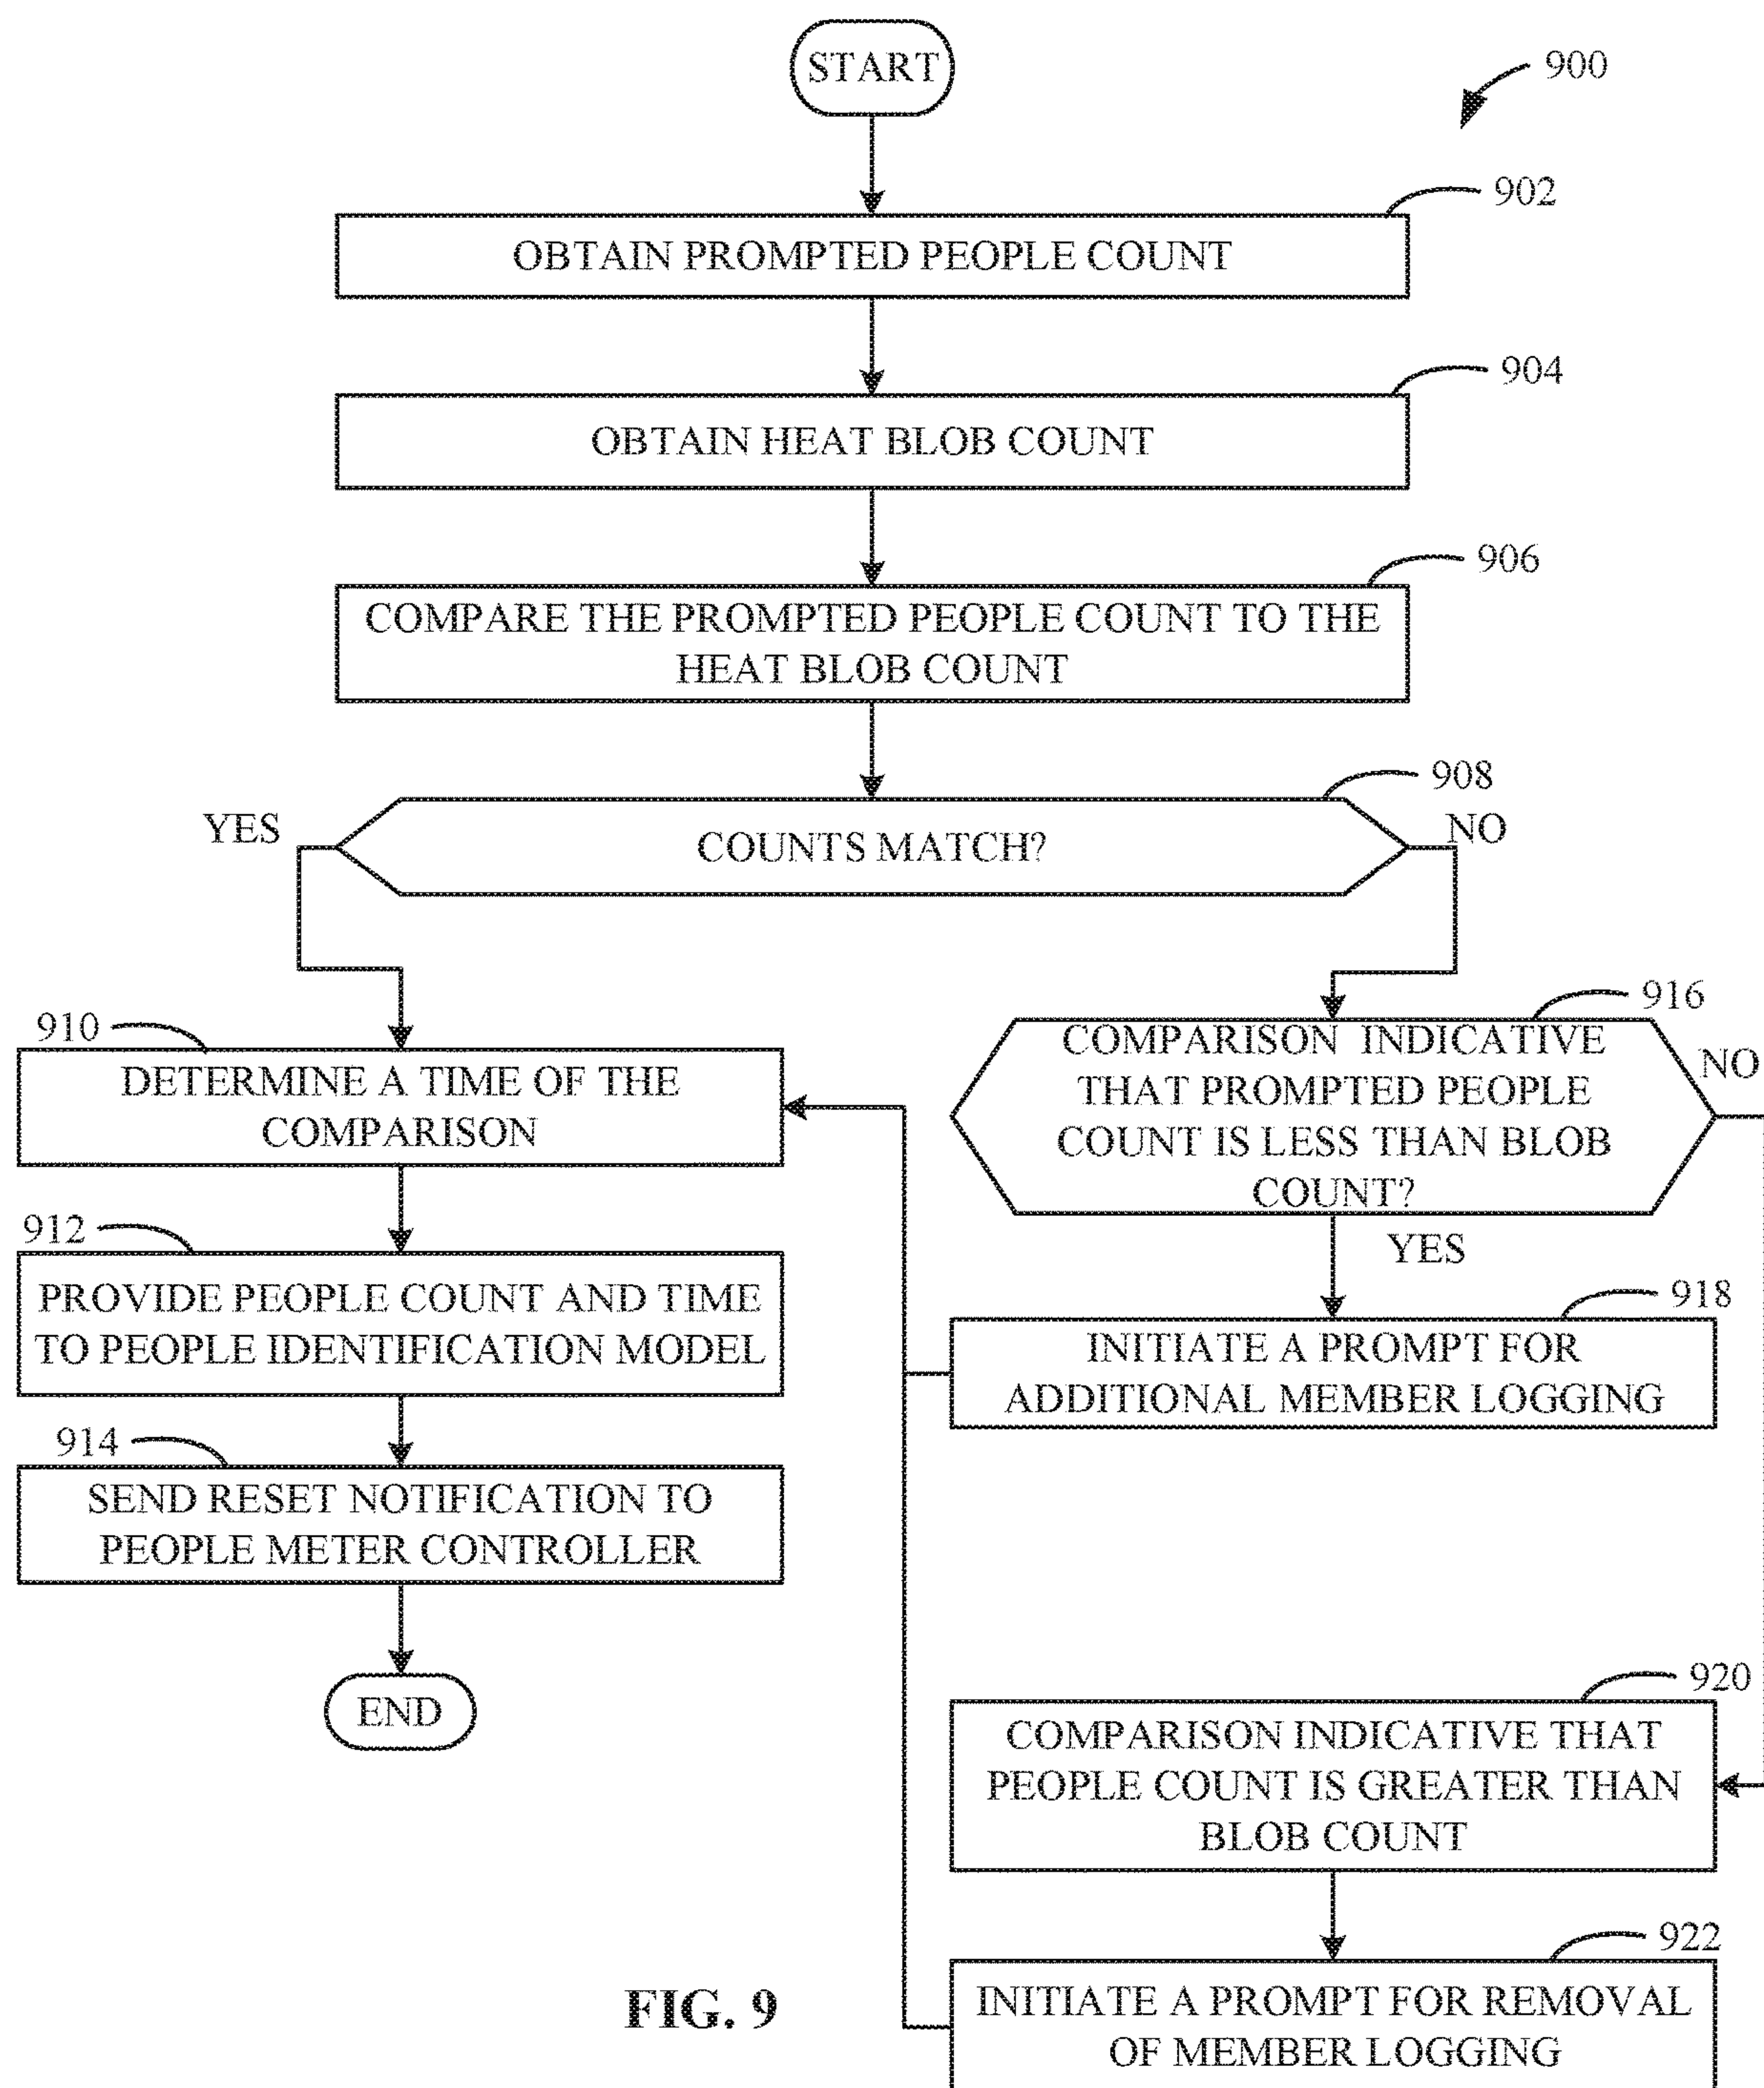 START
900
902
OBTAIN PROMPTED PEOPLE COUNT
904
OBTAIN HEAT BLOB COUNT
906
COMPARE THE PROMPTED PEOPLE COUNT TO THE
HEAT BLOB COUNT
908
YES
COUNTS MATCH?
NO
910
DETERMINE A TIME OF THE
COMPARISON
912
PROVIDE PEOPLE COUNT AND TIME
TO PEOPLE IDENTIFICATION MODEL
914
SEND RESET NOTIFICATION TO
PEOPLE METER CONTROLLER
END
916
COMPARISON INDICATIVE
THAT PROMPTED PEOPLE
COUNT IS LESS THAN BLOB
COUNT?
NO
YES
918
INITIATE A PROMPT FOR
ADDITIONAL MEMBER LOGGING
920
COMPARISON INDICATIVE THAT
PEOPLE COUNT IS GREATER THAN
BLOB COUNT
922
INITIATE A PROMPT FOR REMOVAL
OF MEMBER LOGGING
FIG. 9